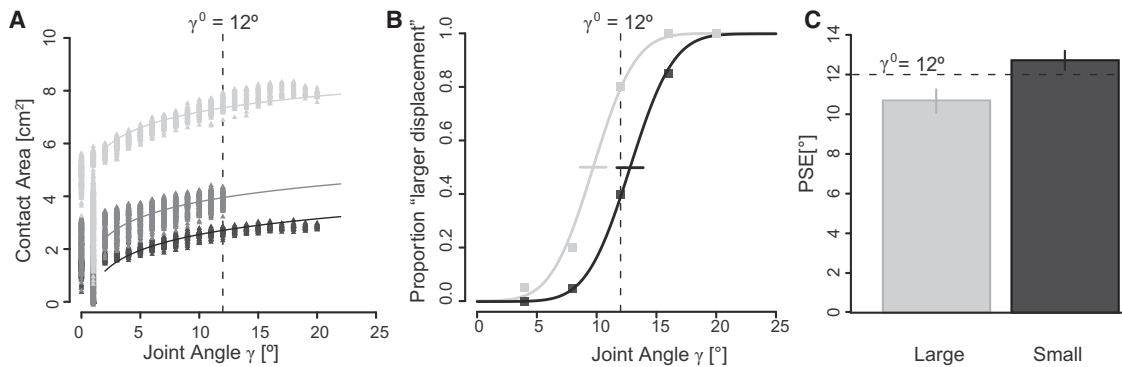 A
γ⁰ = 12º
Contact Area [cm²]
10
8
6
4
2
0
0 5 10 15 20 25
Joint Angle γ [º]
B
γ⁰ = 12º
Proportion “larger displacement”
1.0
0.8
0.6
0.4
0.2
0.0
0 5 10 15 20 25
Joint Angle γ [°]
C
γ⁰ = 12º
PSE[°]
14
12
10
8
6
4
2
0
Large Small